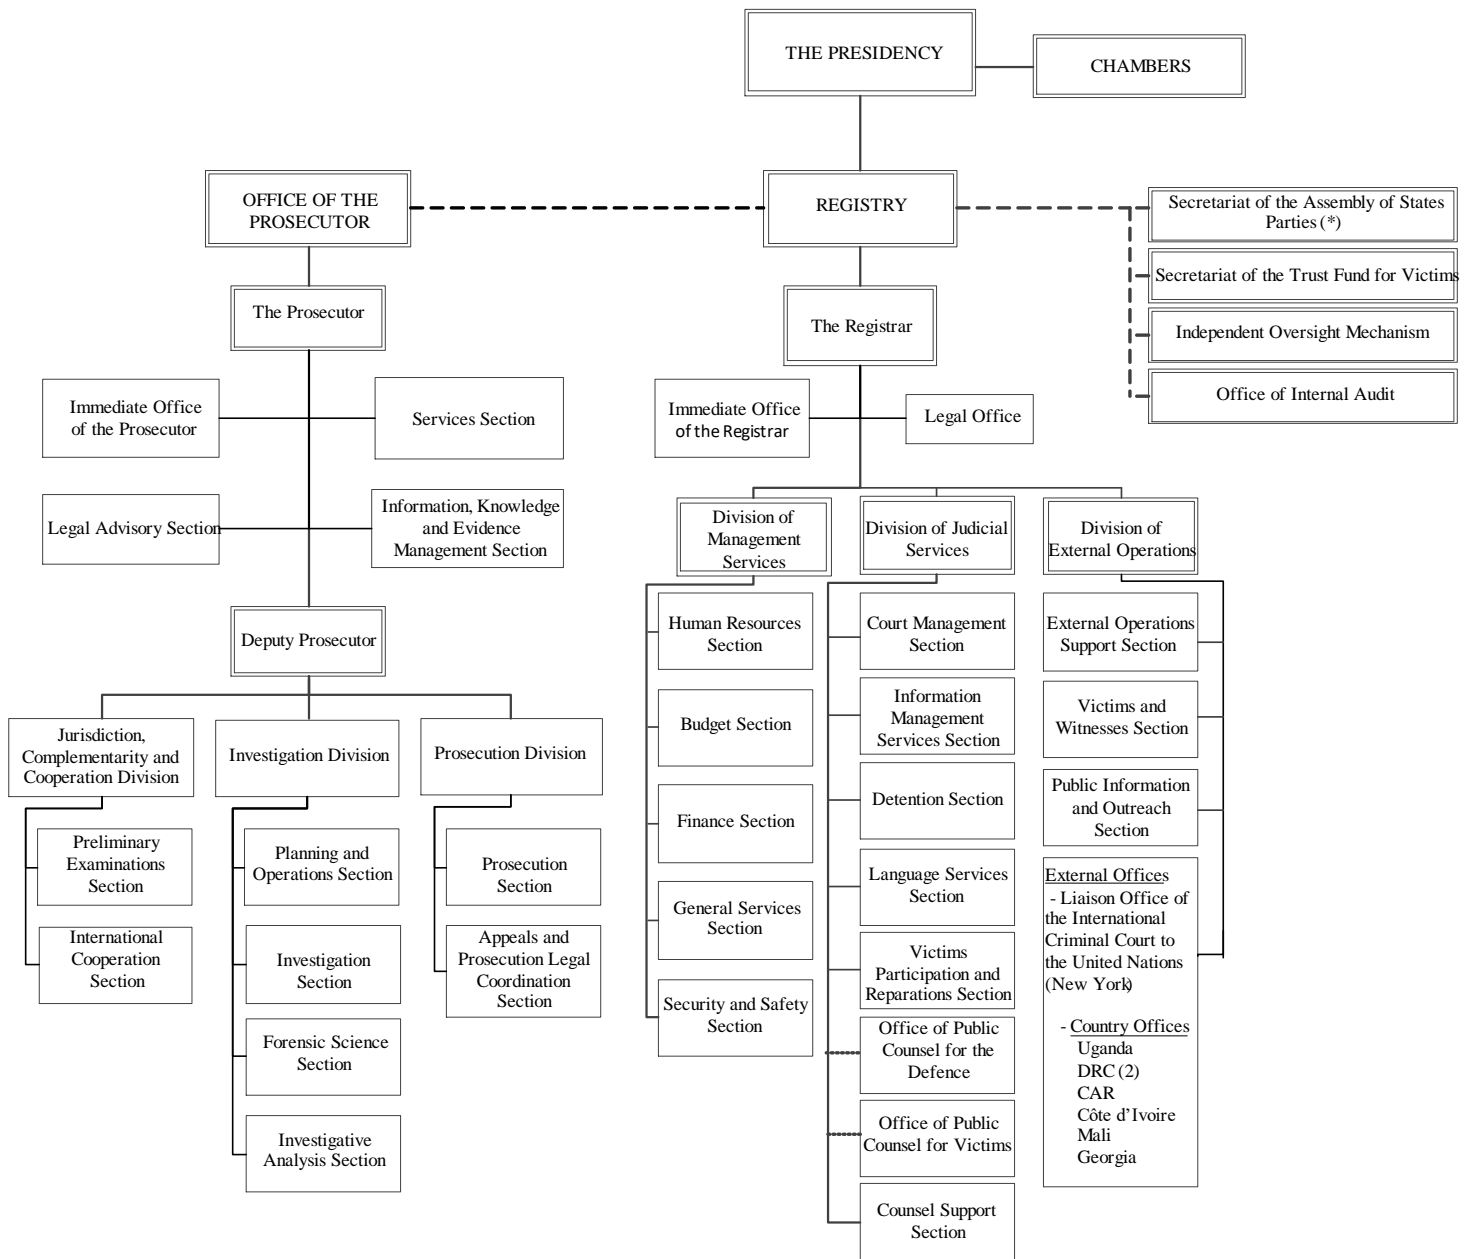 THE PRESIDENCY
CHAMBERS
OFFICE OF THE
PROSECUTOR
REGISTRY
Secretariat of the Assembly of States
Parties (*)
Secretariat of the Trust Fund for Victims
Independent Oversight Mechanism
Office of Internal Audit
The Prosecutor
The Registrar
Immediate Office
of the Prosecutor
Services Section
Legal Advisory Section
Information, Knowledge
and Evidence
Management Section
Immediate Office
of the Registrar
Legal Office
Deputy Prosecutor
Jurisdiction,
Complementarity and
Cooperation Division
Investigation Division
Prosecution Division
Preliminary
Examinations
Section
International
Cooperation
Section
Planning and
Operations Section
Investigation
Section
Forensic Science
Section
Investigative
Analysis Section
Prosecution
Section
Appeals and
Prosecution Legal
Coordination
Section
Division of
Management
Services
Division of Judicial
Services
Division of
External Operations
Human Resources
Section
Budget Section
Finance Section
General Services
Section
Security and Safety
Section
Court Management
Section
Information
Management
Services Section
Detention Section
Language Services
Section
Victims
Participation and
Reparations Section
Office of Public
Counsel for the
Defence
Office of Public
Counsel for Victims
Counsel Support
Section
External Operations
Support Section
Victims and
Witnesses Section
Public Information
and Outreach
Section
External Offices
- Liaison Office of
the International
Criminal Court to
the United Nations
(New York)
- Country Offices
Uganda
DRC (2)
CAR
Côte d’Ivoire
Mali
Georgia